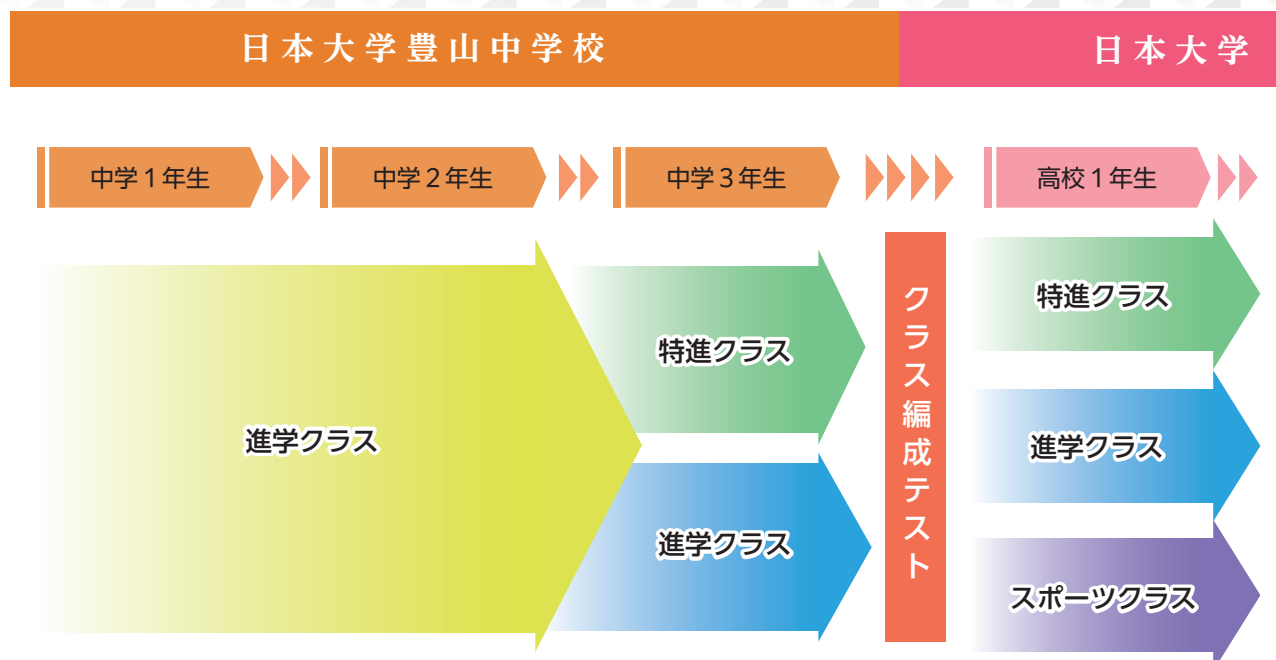 日本大学豊山中学校
日本大学
中学1年生
中学2年生
中学3年生
高校1年生
進学クラス
特進クラス
進学クラス
クラス編成テスト
特進クラス
進学クラス
スポーツクラス